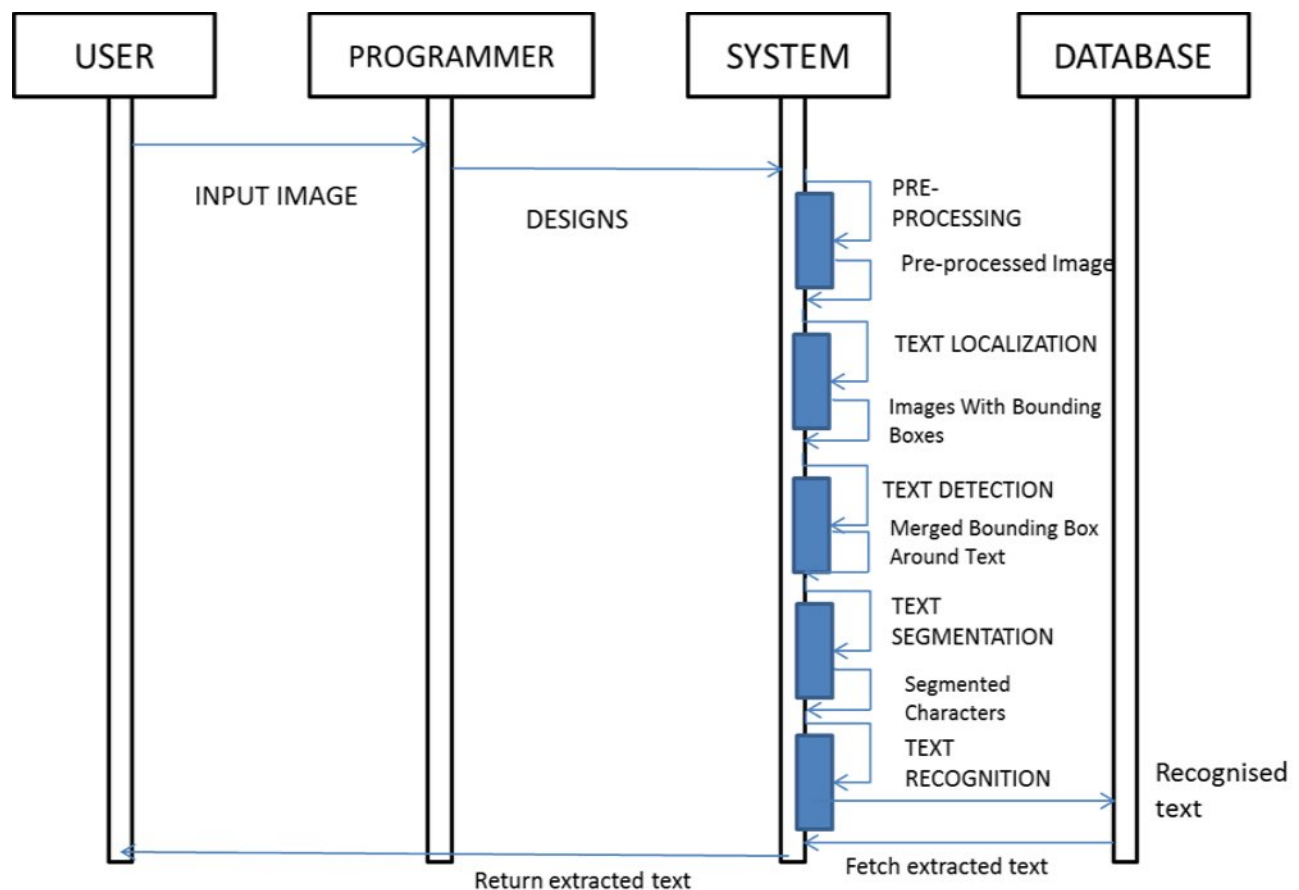 USER
PROGRAMMER
SYSTEM
DATABASE
INPUT IMAGE
DESIGNS
PRE-
PROCESSING
Pre-processed Image
TEXT LOCALIZATION
Images With Bounding
Boxes
TEXT DETECTION
Merged Bounding Box
Around Text
TEXT
SEGMENTATION
Segmented
Characters
TEXT
RECOGNITION
Recognised
text
Fetch extracted text
Return extracted text